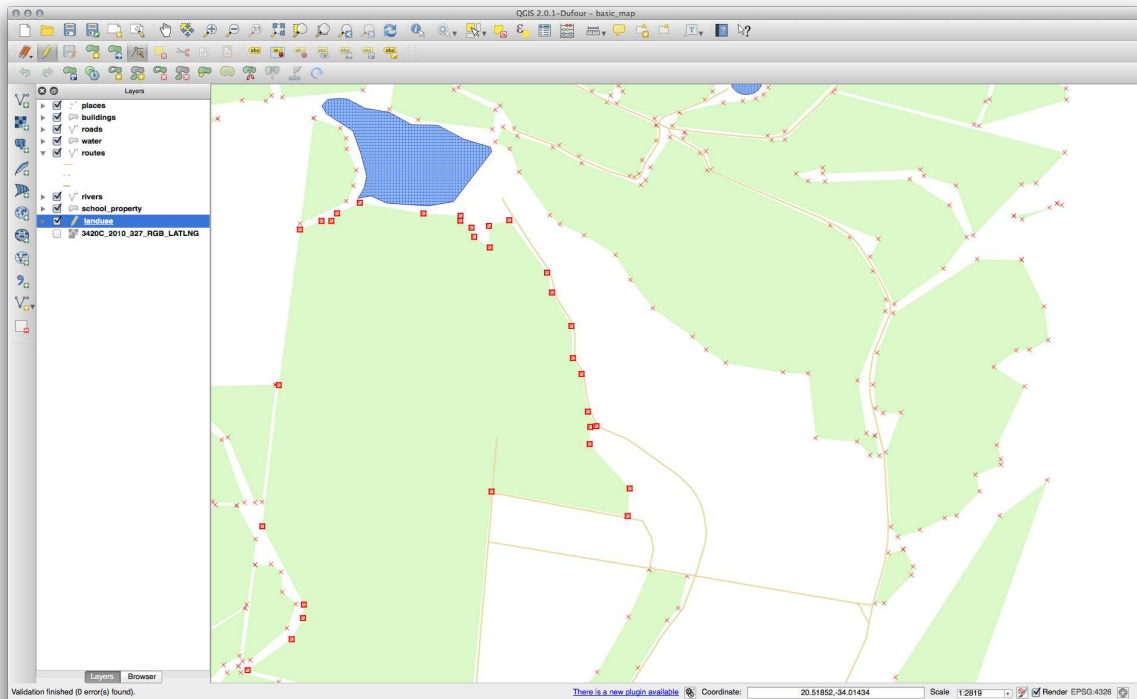 QGIS 2.0.1-Dufour - basic_map
Layers
places
buildings
roads
water
routes
rivers
school_property
landuse
3420C_2010_327_RGB_LATLNG
Layers Browser
Validation finished (0 error(s) found). There is a new plugin available Coordinate: 20.51852,-34.01434 Scale 1:2819 Render EPSG:4326